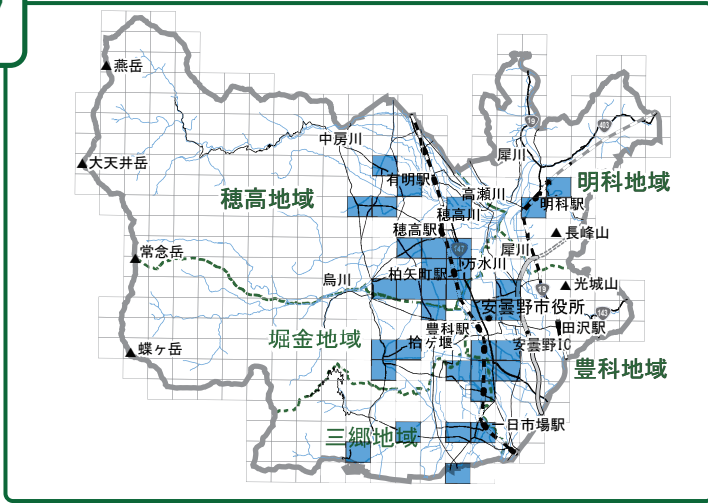 燕岳
19
403
中房川
犀川
大天井岳
有明駅
高瀬川
明科地域
穂高地域
穂高川
明科駅
穂高駅
長峰山
147
犀川
常念岳
万水川
柏矢町駅
烏川
光城山
19
安曇野市役所
143
豊科駅
田沢駅
堀金地域
拾ヶ堰
安曇野IC
蝶ヶ岳
豊科地域
一日市場駅
三郷地域